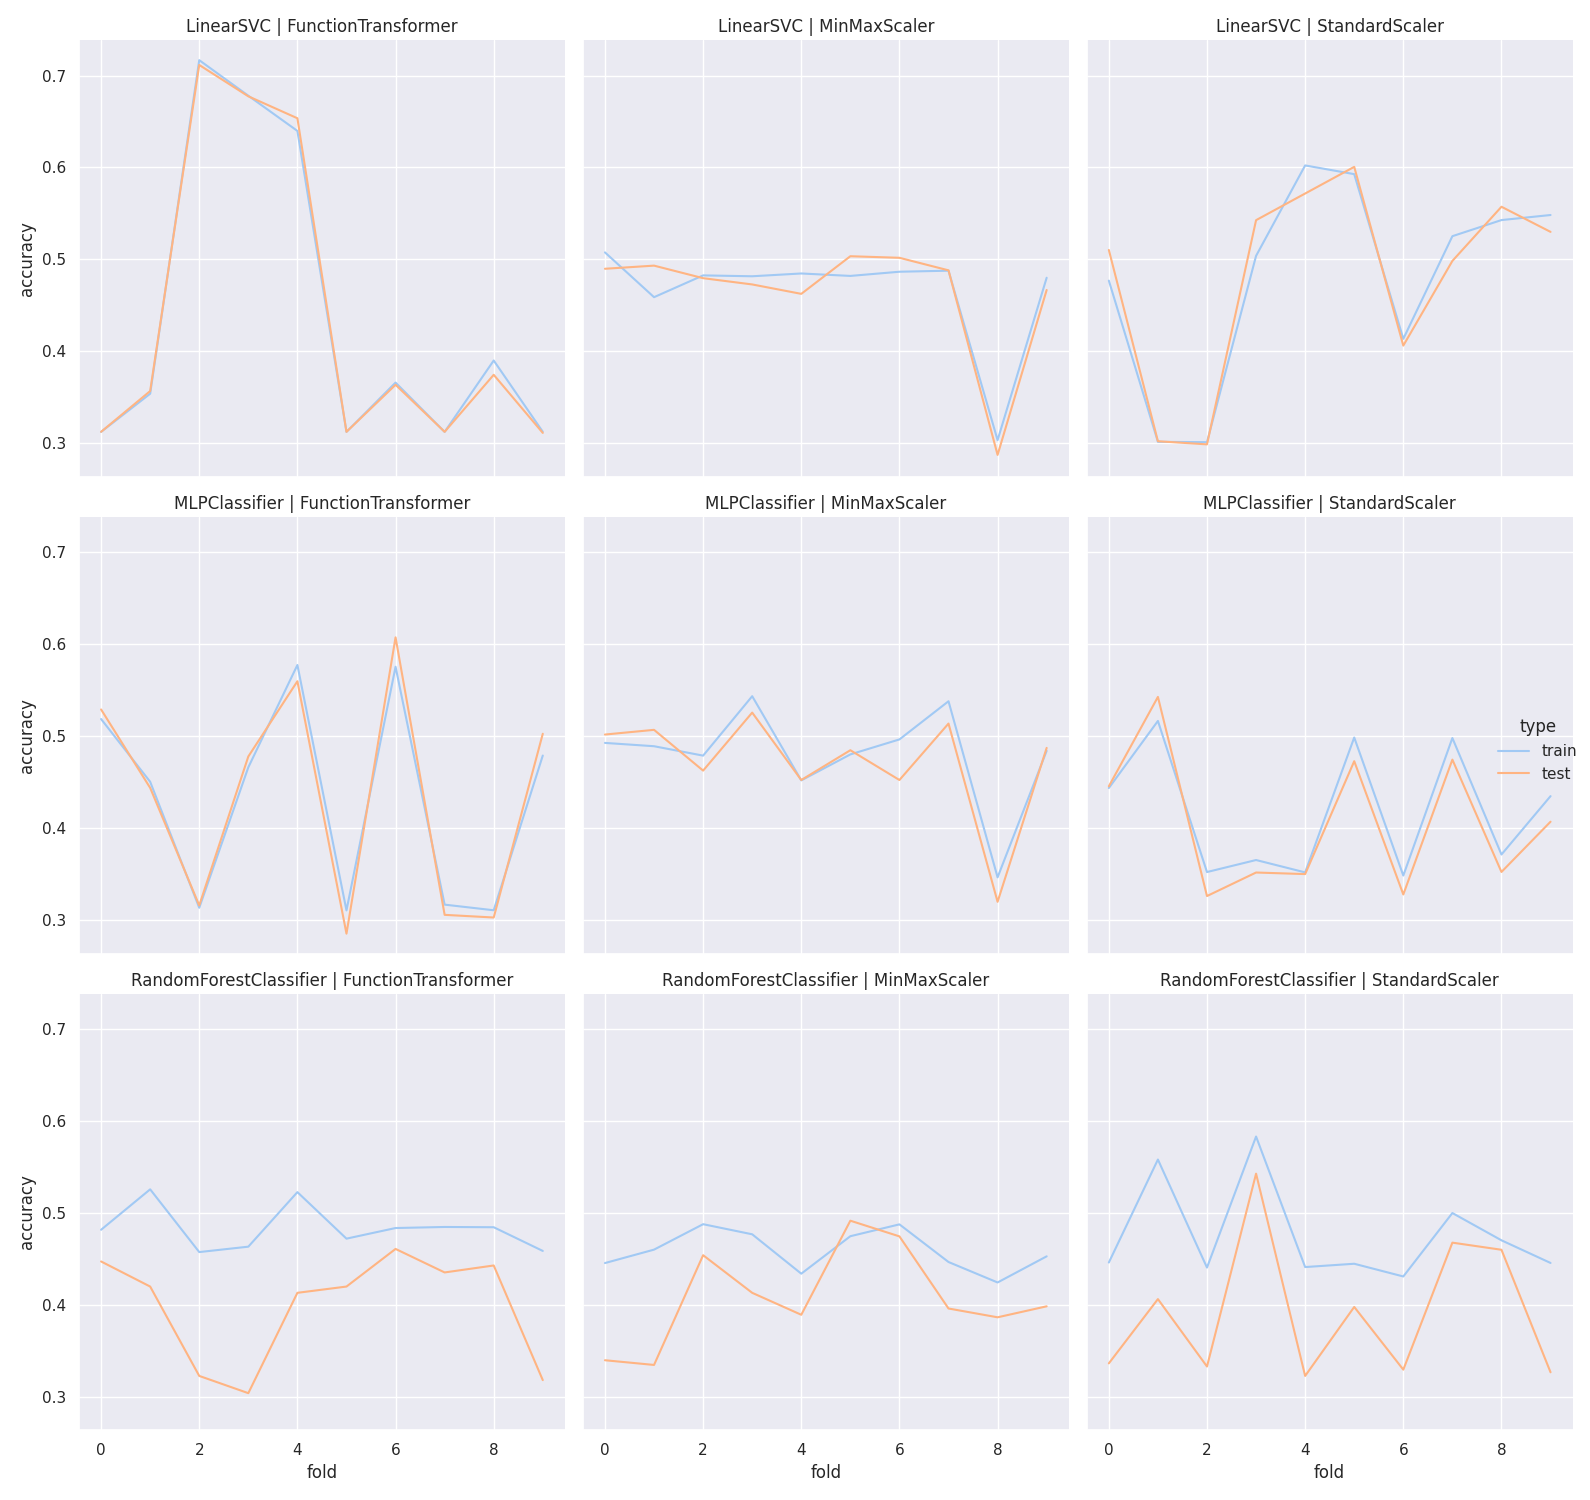 LinearSVC | FunctionTransformer
LinearSVC | MinMaxScaler
LinearSVC | StandardScaler
0.7
0.6
0.5
0.4
0.3
accuracy
MLPClassifier | FunctionTransformer
MLPClassifier | MinMaxScaler
MLPClassifier | StandardScaler
0.7
0.6
0.5
0.4
0.3
accuracy
type
train
test
RandomForestClassifier | FunctionTransformer
RandomForestClassifier | MinMaxScaler
RandomForestClassifier | StandardScaler
0.7
0.6
0.5
0.4
0.3
accuracy
0 2 4 6 8
fold
0 2 4 6 8
fold
0 2 4 6 8
fold